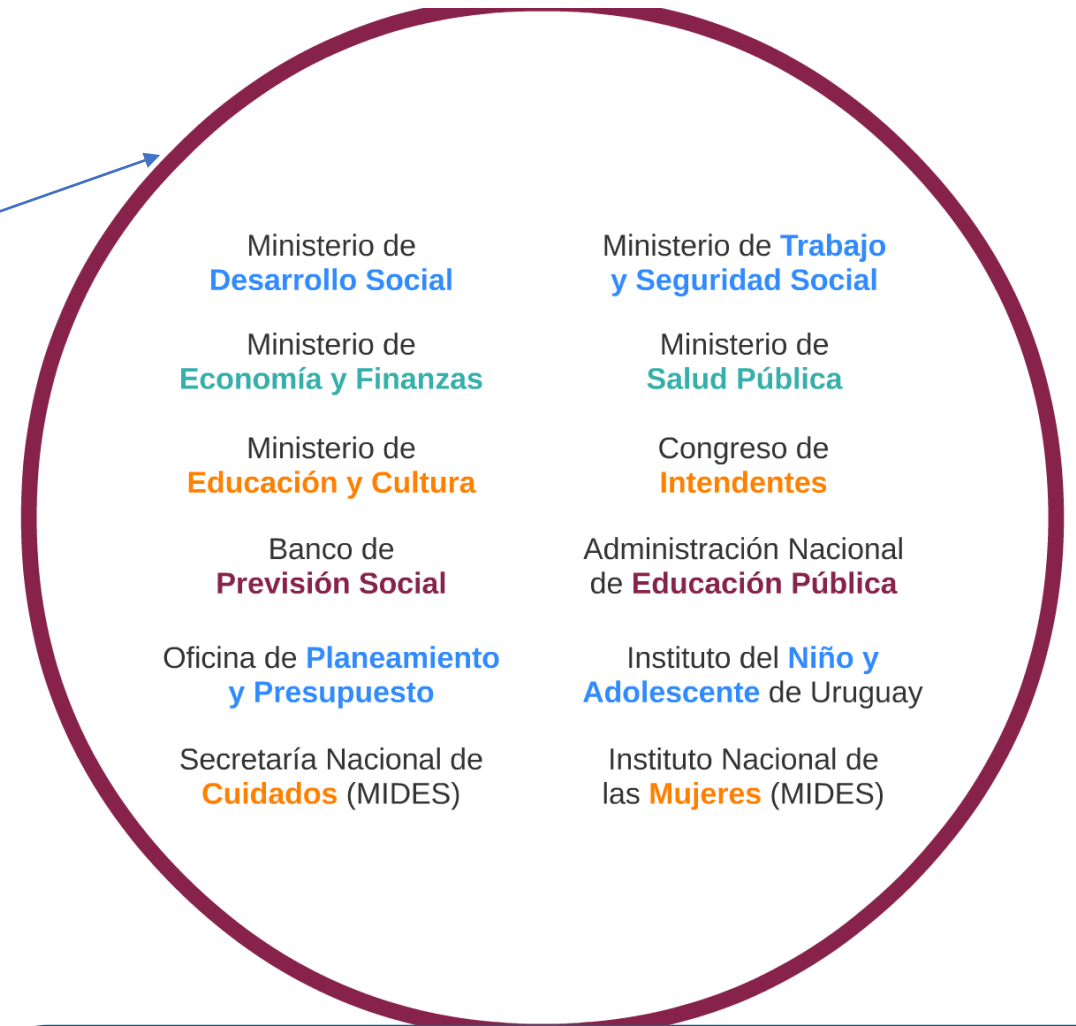 Ministerio de
Desarrollo Social
Ministerio de Trabajo
y Seguridad Social
Ministerio de
Economía y Finanzas
Ministerio de
Salud Pública
Ministerio de
Educación y Cultura
Congreso de
Intendentes
Banco de
Previsión Social
Administración Nacional
de Educación Pública
Oficina de Planeamiento
y Presupuesto
Instituto del Niño y
Adolescente de Uruguay
Secretaría Nacional de
Cuidados (MIDES)
Instituto Nacional de
las Mujeres (MIDES)